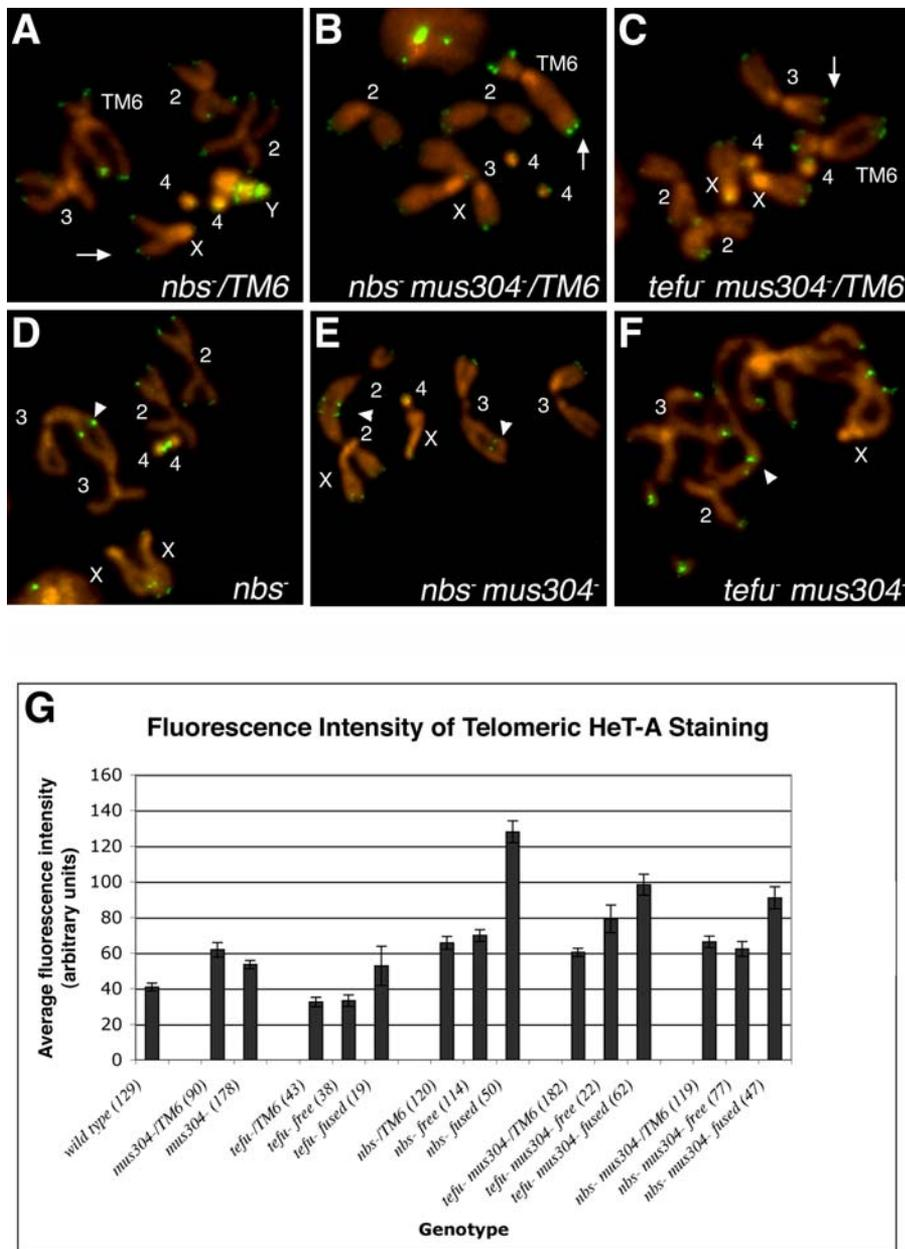 A
TM6
2
2
4
4
Y
3
X
nbs-/TM6
B
TM6
2
2
3
4
4
X
nbs- mus304-/TM6
C
3
4
4
X
X
TM6
2
2
tefu- mus304-/TM6
D
2
3
2
4
4
3
X
X
nbs-
E
2
4
3
3
2
X
X
nbs- mus304-
F
3
X
2
tefu- mus304-
G
Fluorescence Intensity of Telomeric HeT-A Staining
Average fluorescence intensity
(arbitrary units)
160
140
120
100
80
60
40
20
0
wild type (129)
mus304-/TM6 (90)
mus304- (178)
tefu-/TM6 (43)
tefu- free (38)
tefu- fused (19)
nbs-/TM6 (120)
nbs- free (114)
nbs- fused (50)
tefu- mus304-/TM6 (182)
tefu- mus304- free (22)
tefu- mus304- fused (62)
nbs- mus304-/TM6 (119)
nbs- mus304- free (77)
nbs- mus304- fused (47)
Genotype